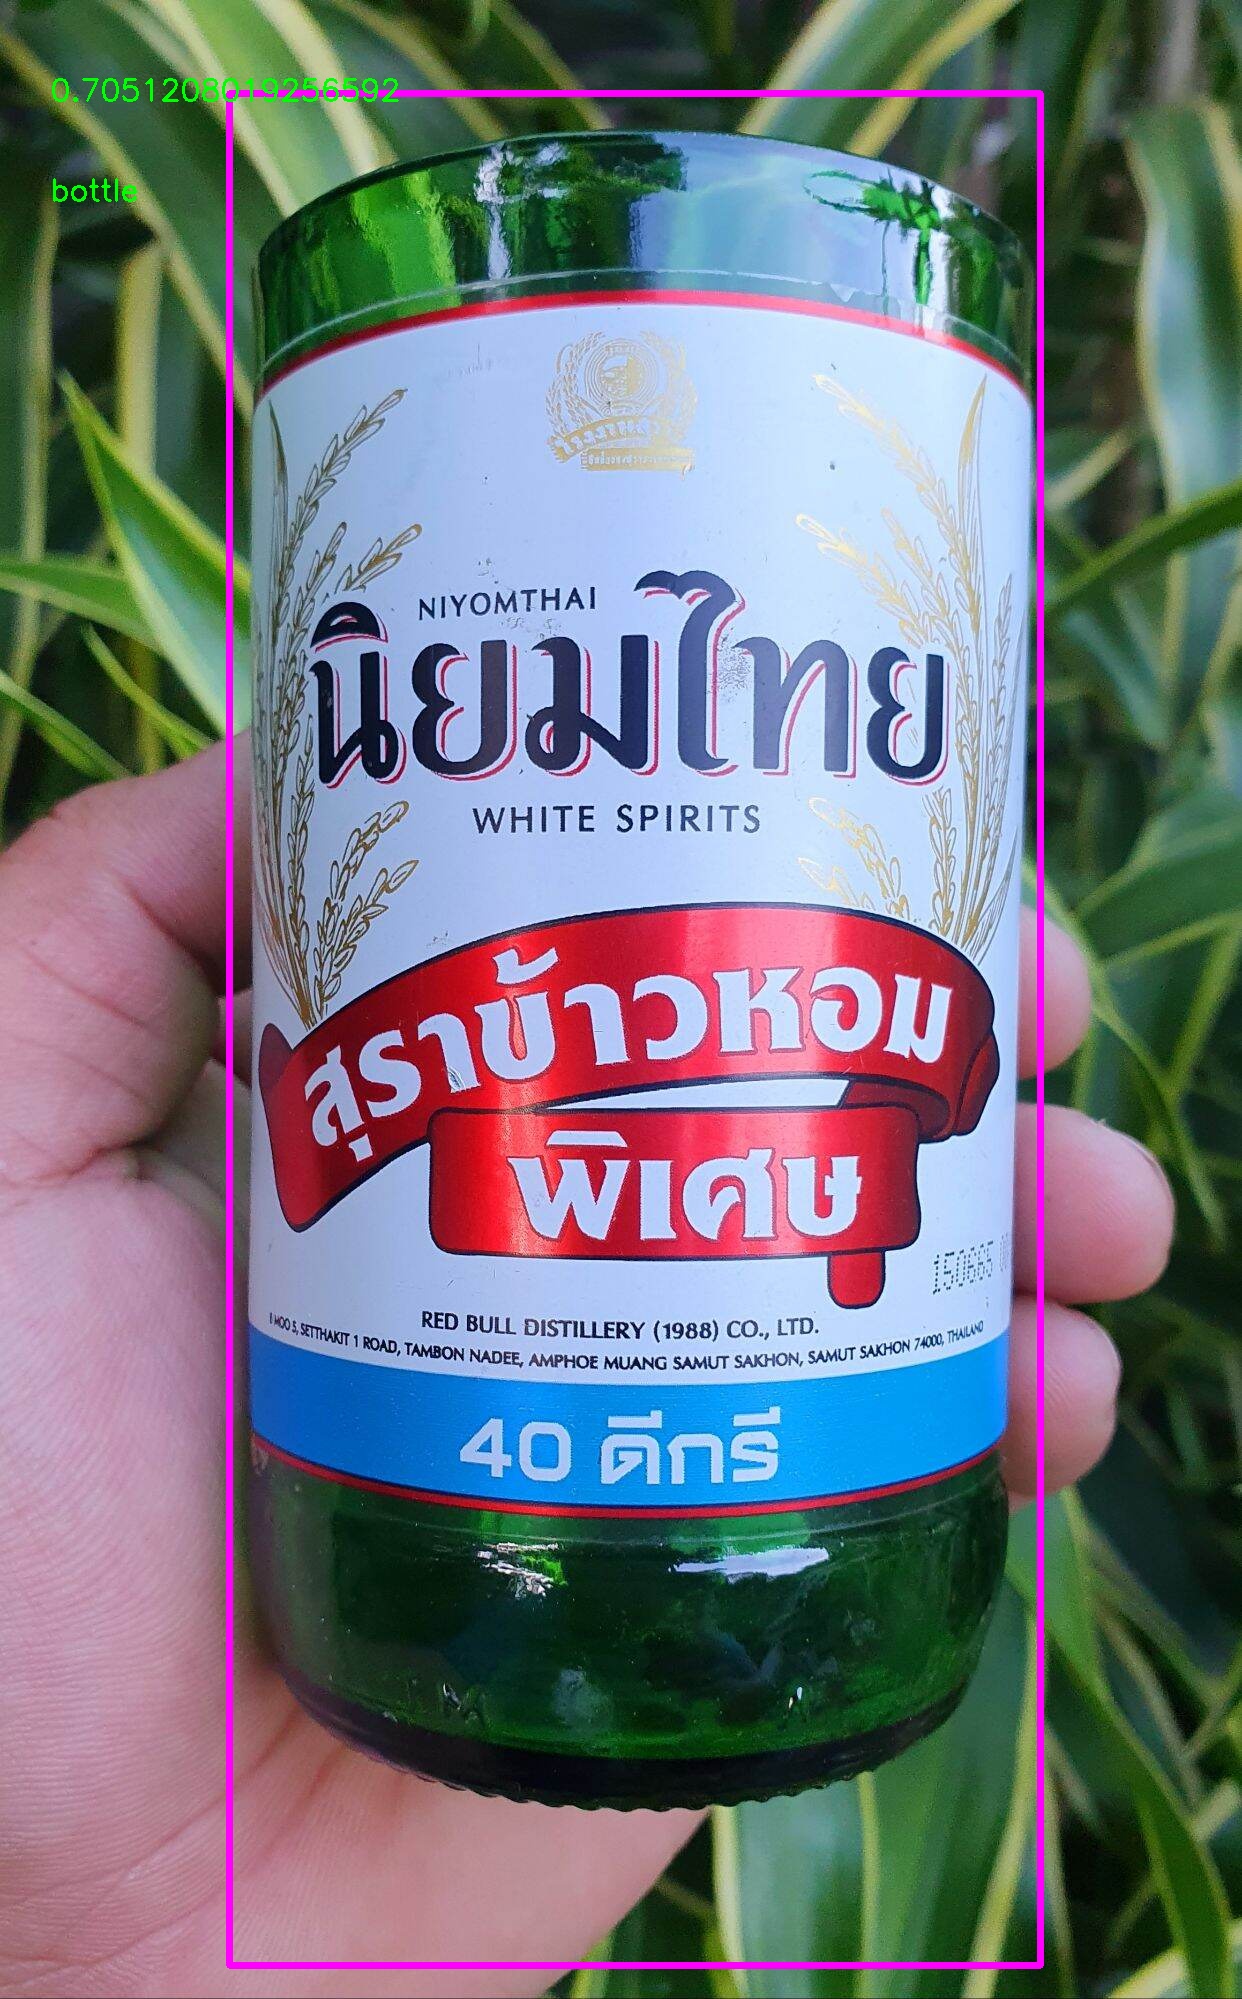 0.7051208019256592
bottle
NIYOMTHAI
นิยมไทย
WHITE SPIRITS
สุราข้าวหอม
พิเศษ
150665
RED BULL DISTILLERY (1988) CO., LTD.
8 MOO 5, SETTHAKIT 1 ROAD, TAMBON NADEE, AMPHOE MUANG SAMUT SAKHON, SAMUT SAKHON 74000, THAILAND
40 ดีกรี